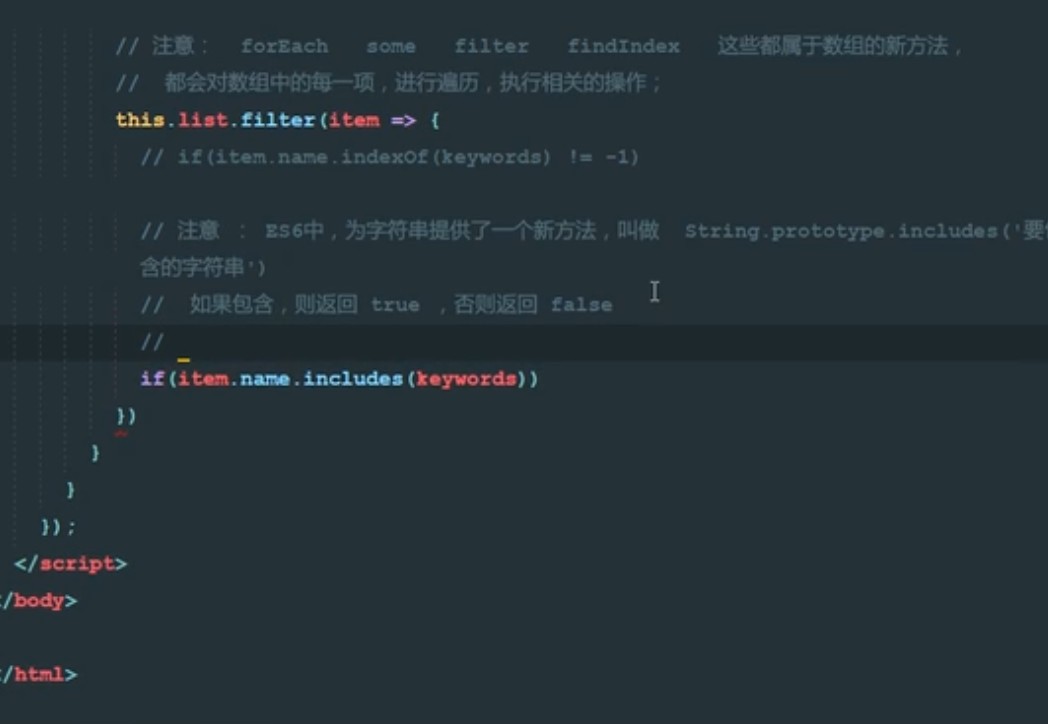 // 注意： forEach some filter findIndex 这些都属于数组的新方法，
// 都会对数组中的每一项，进行遍历，执行相关的操作；
this.list.filter(item => {
// if(item.name.indexOf(keywords) != -1)
// 注意 ： ES6中，为字符串提供了一个新方法，叫做 String.prototype.includes('要
含的字符串')
// 如果包含，则返回 true ，否则返回 false
//
if(item.name.includes(keywords))
})
}
}
});
</script>
/body>
/html>